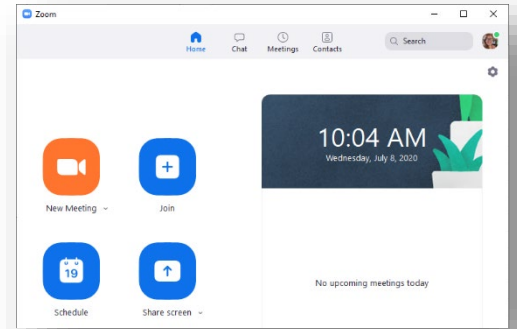 Zoom
Home Chat Meetings Contacts Search
10:04 AM
Wednesday, July 8, 2020
New Meeting Join
19
Schedule Share screen
No upcoming meetings today